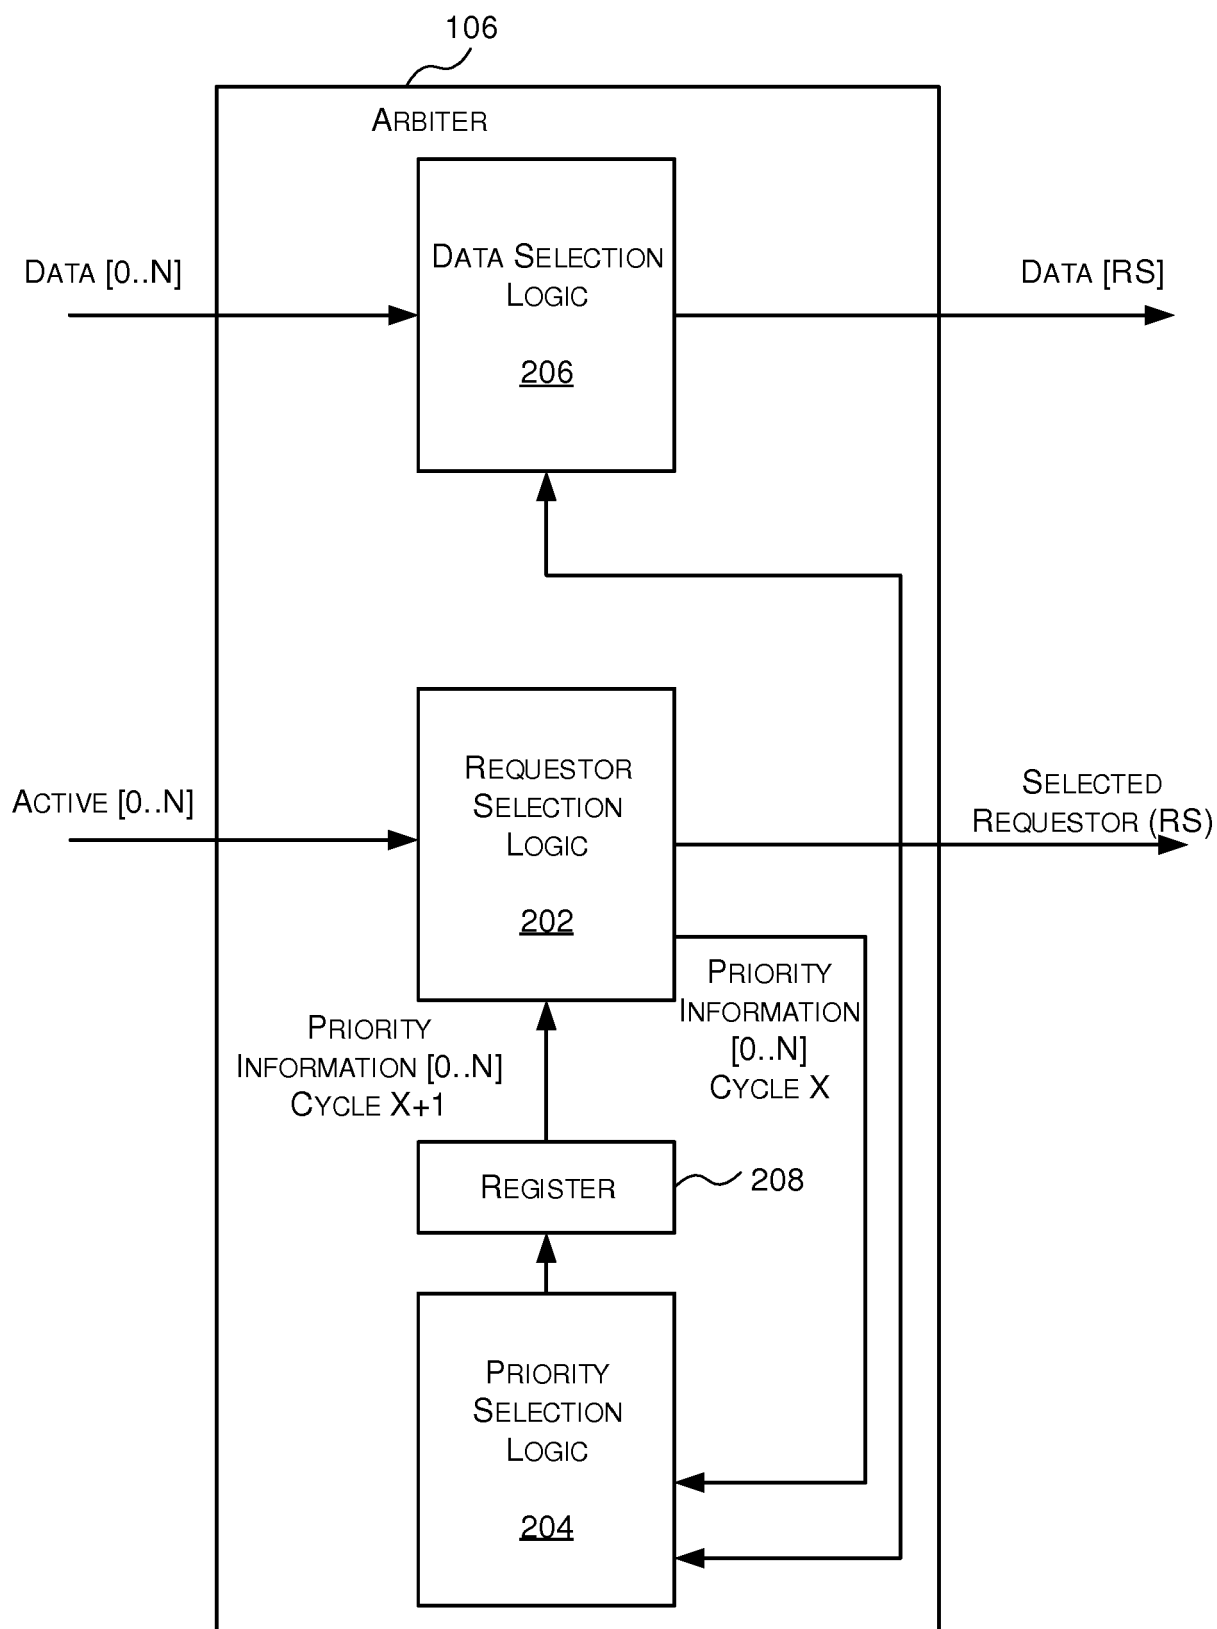 106
ARBITER
DATA SELECTION
LOGIC
206
DATA [0..N]
DATA [RS]
REQUESTOR
SELECTION
LOGIC
202
ACTIVE [0..N]
SELECTED
REQUESTOR (RS)
PRIORITY
INFORMATION
[0..N]
CYCLE X
PRIORITY
INFORMATION [0..N]
CYCLE X+1
REGISTER
208
PRIORITY
SELECTION
LOGIC
204